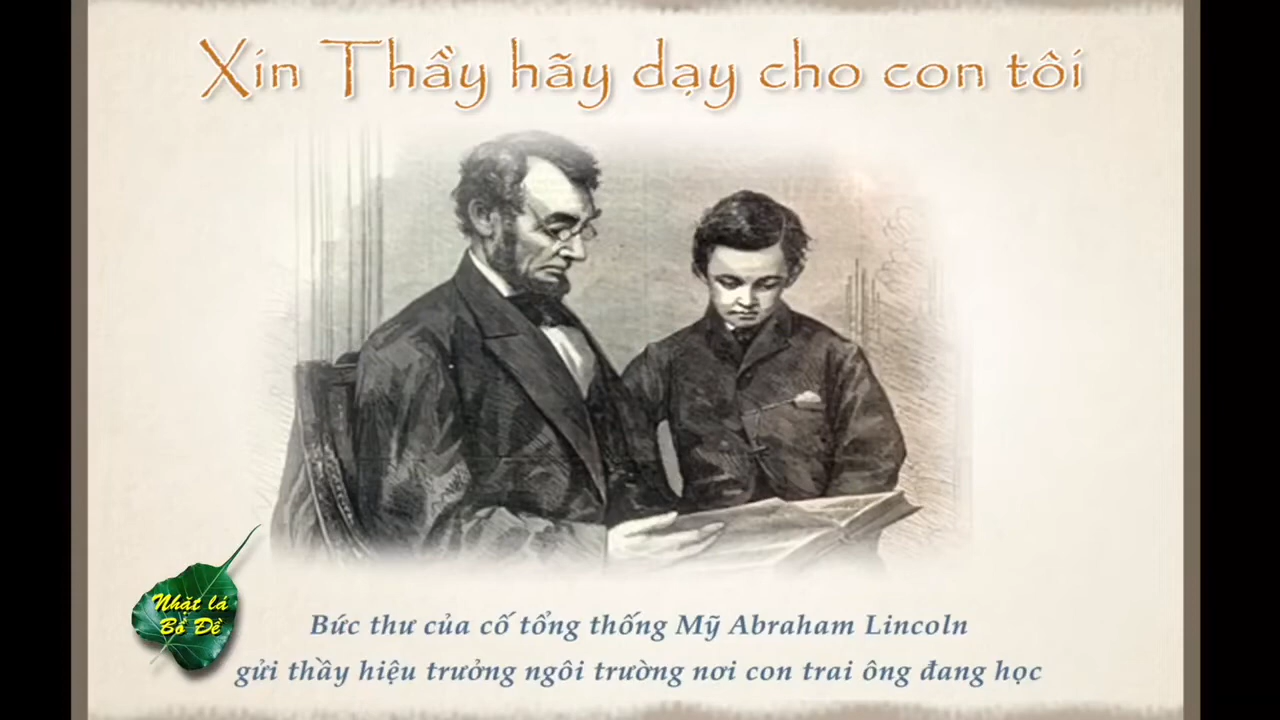 Xin Thầy hãy dạy cho con tôi
Nhặt lá
Bồ Đề
Bức thư của cố tổng thống Mỹ Abraham Lincoln
gửi thầy hiệu trưởng ngôi trường nơi con trai ông đang học